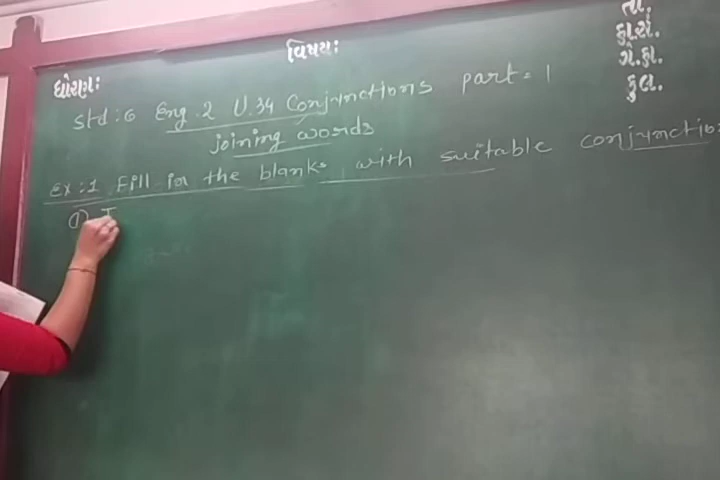 ધોરણઃ
વિષયઃ
તા.
કા.સં.
ગે.કા.
કુલ.
Std : 6 Eng. 2 U.34 Conjunctions part = 1
joining words
Ex : 1 Fill in the blanks with suitable conjunctio
① I